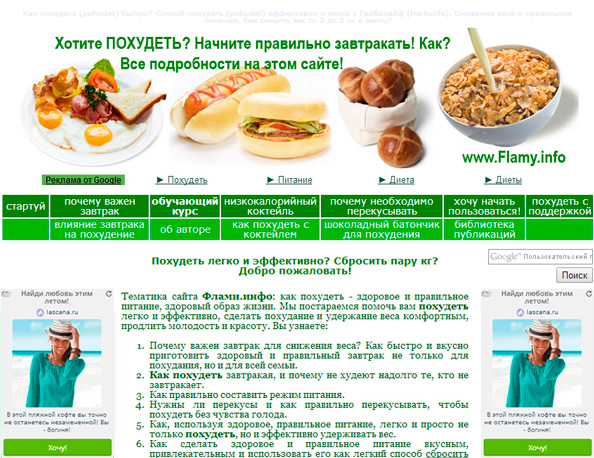 Как похудеть (pohudet) быстро? Способ похудеть (pohudet) эффективно и легко с Гербалайф (Herbalife). Снижение веса и правильное
питание. Как снизить вес от 2 до 5 кг в месяц?
Хотите ПОХУДЕТЬ? Начните правильно завтракать! Как?
Все подробности на этом сайте!
www.Flamy.info
Реклама от Google ► Похудеть ► Питание ► Диета ► Диеты
стартуй почему важен завтрак обучающий курс низкокалорийный коктейль почему необходимо перекусывать хочу начать пользоваться! похудеть с поддержкой
влияние завтрака на похудение об авторе как похудеть с коктейлем шоколадный батончик для похудения библиотека публикаций
Похудеть легко и эффективно? Сбросить пару кг?
Добро пожаловать!
Google™ Пользовательский п
Поиск
Найди любовь этим
летом!
lascana.ru
В этой пляжной кофте вы точно
не останетесь незамеченной! Вы -
богиня!
Хочу!
Тематика сайта Флами.инфо: как похудеть - здоровое и правильное
питание, здоровый образ жизни. Мы постараемся помочь вам похудеть
легко и эффективно, сделать похудание и удержание веса комфортным,
продлить молодость и красоту. Вы узнаете:
1. Почему важен завтрак для снижения веса? Как быстро и вкусно
приготовить здоровый и правильный завтрак не только для
похудания, но и для всей семьи.
2. Как похудеть завтракая, и почему не худеют надолго те, кто не
завтракает.
3. Как правильно составить режим питания.
4. Нужны ли перекусы и как правильно перекусывать, чтобы
похудеть без чувства голода.
5. Как, используя здоровое, правильное питание, легко и просто не
только похудеть, но и эффективно удерживать вес.
6. Как сделать здоровое и правильное питание вкусным,
привлекательным и использовать его как легкий способ сбросить
Найди любовь этим
летом!
lascana.ru
В этой пляжной кофте вы точно
не останетесь незамеченной! Вы -
богиня!
Хочу!